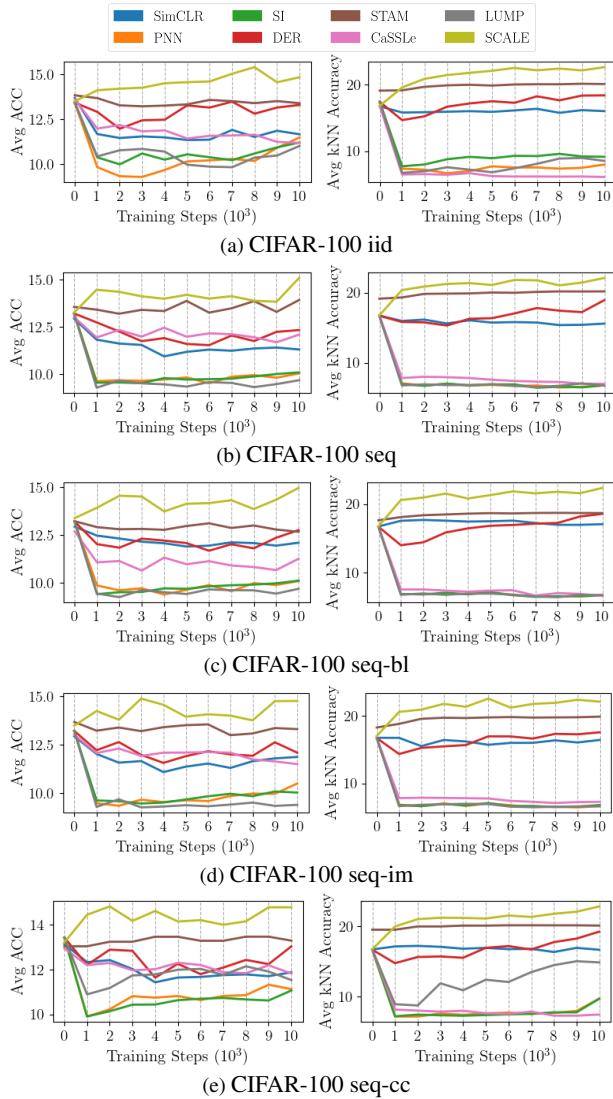 SimCLR SI STAM LUMP
PNN DER CaSSLe SCALE
Avg ACC
15.0
12.5
10.0
0 1 2 3 4 5 6 7 8 9 10
Training Steps (10³)
Avg kNN Accuracy
20
10
0 1 2 3 4 5 6 7 8 9 10
Training Steps (10³)
(a) CIFAR-100 iid
Avg ACC
15.0
12.5
10.0
0 1 2 3 4 5 6 7 8 9 10
Training Steps (10³)
Avg kNN Accuracy
20
10
0 1 2 3 4 5 6 7 8 9 10
Training Steps (10³)
(b) CIFAR-100 seq
Avg ACC
15.0
12.5
10.0
0 1 2 3 4 5 6 7 8 9 10
Training Steps (10³)
Avg kNN Accuracy
20
10
0 1 2 3 4 5 6 7 8 9 10
Training Steps (10³)
(c) CIFAR-100 seq-bl
Avg ACC
15.0
12.5
10.0
0 1 2 3 4 5 6 7 8 9 10
Training Steps (10³)
Avg kNN Accuracy
20
10
0 1 2 3 4 5 6 7 8 9 10
Training Steps (10³)
(d) CIFAR-100 seq-im
Avg ACC
14
12
10
0 1 2 3 4 5 6 7 8 9 10
Training Steps (10³)
Avg kNN Accuracy
20
10
0 1 2 3 4 5 6 7 8 9 10
Training Steps (10³)
(e) CIFAR-100 seq-cc